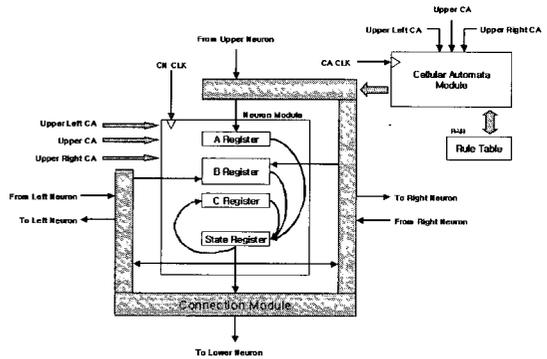 Upper CA
Upper Left CA
Upper Right CA
From Upper Neuron
CN CLK
CA CLK
Cellular Automata
Module
Neuron Module
Upper Left CA
A Register
Upper CA
Rule Table
Upper Right CA
B Register
From Left Neuron
To Right Neuron
C Register
To Left Neuron
From Right Neuron
State Register
Connection Module
To Lower Neuron